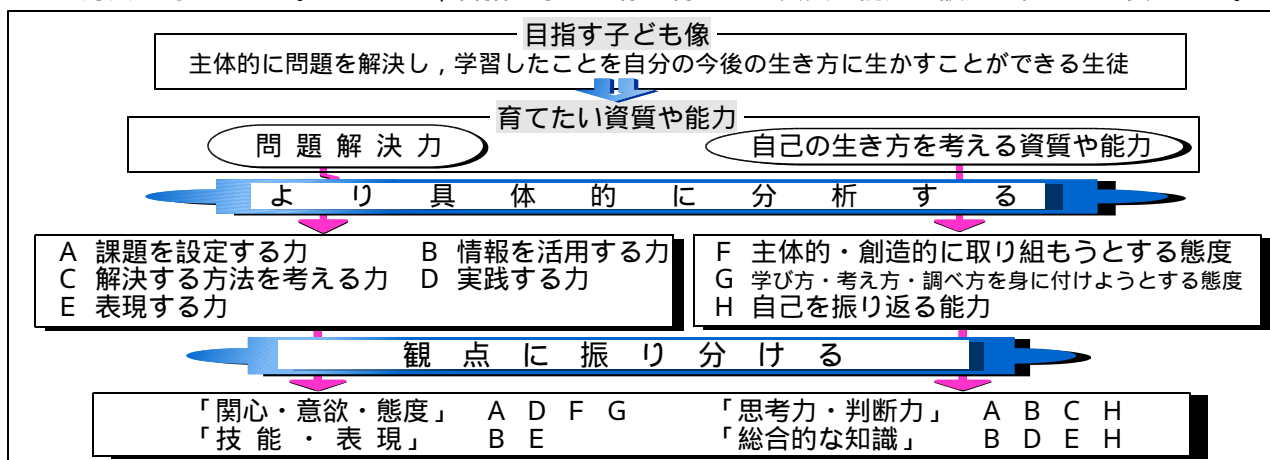 目指す子ども像
主体的に問題を解決し,学習したことを自分の今後の生き方に生かすことができる生徒
育てたい資質や能力
問題解決力 自己の生き方を考える資質や能力
より具体的に分析する
A 課題を設定する力 B 情報を活用する力
C 解決する方法を考える力 D 実践する力
E 表現する力
F 主体的・創造的に取り組もうとする態度
G 学び方・考え方・調べ方を身に付けようとする態度
H 自己を振り返る能力
観点に振り分ける
「関心・意欲・態度」 A D F G 「思考力・判断力」 A B C H
「技能・表現」 B E 「総合的な知識」 B D E H